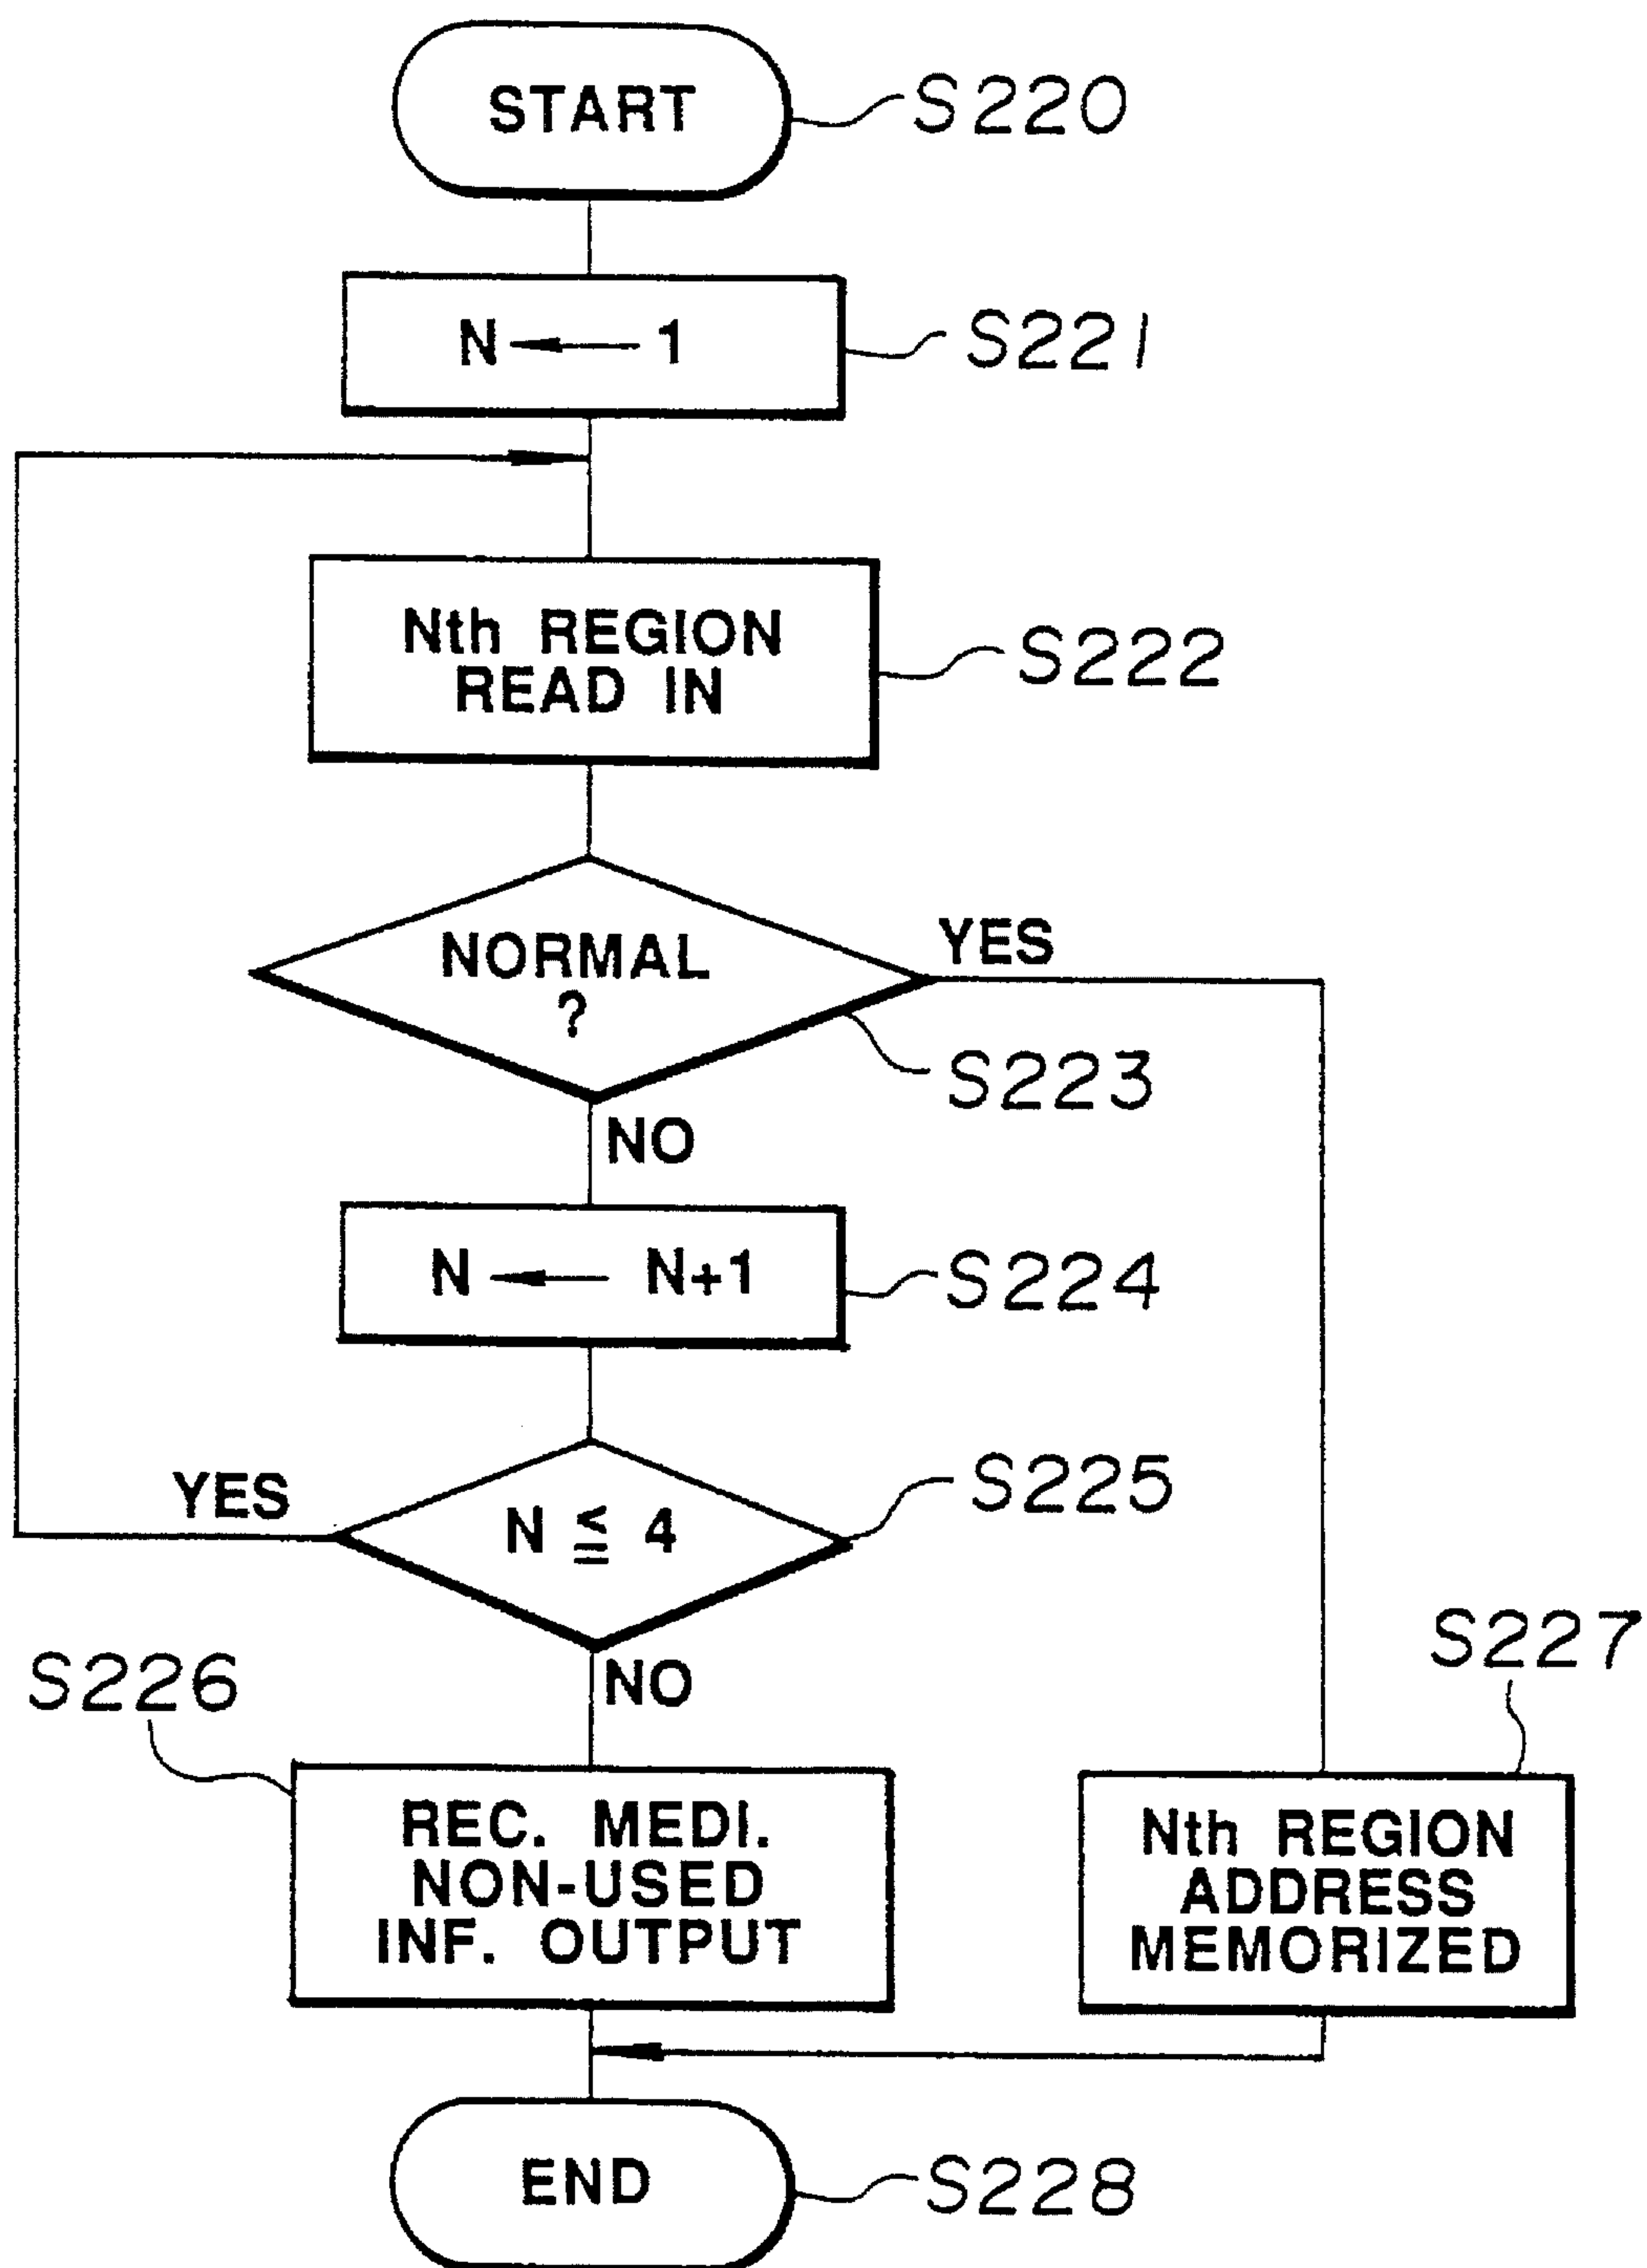 START
S220
N ← 1
S221
Nth REGION
READ IN
S222
NORMAL
?
YES
S223
NO
N ← N+1
S224
YES
N ≦ 4
S225
NO
S226
REC. MEDI.
NON-USED
INF. OUTPUT
S227
Nth REGION
ADDRESS
MEMORIZED
END
S228